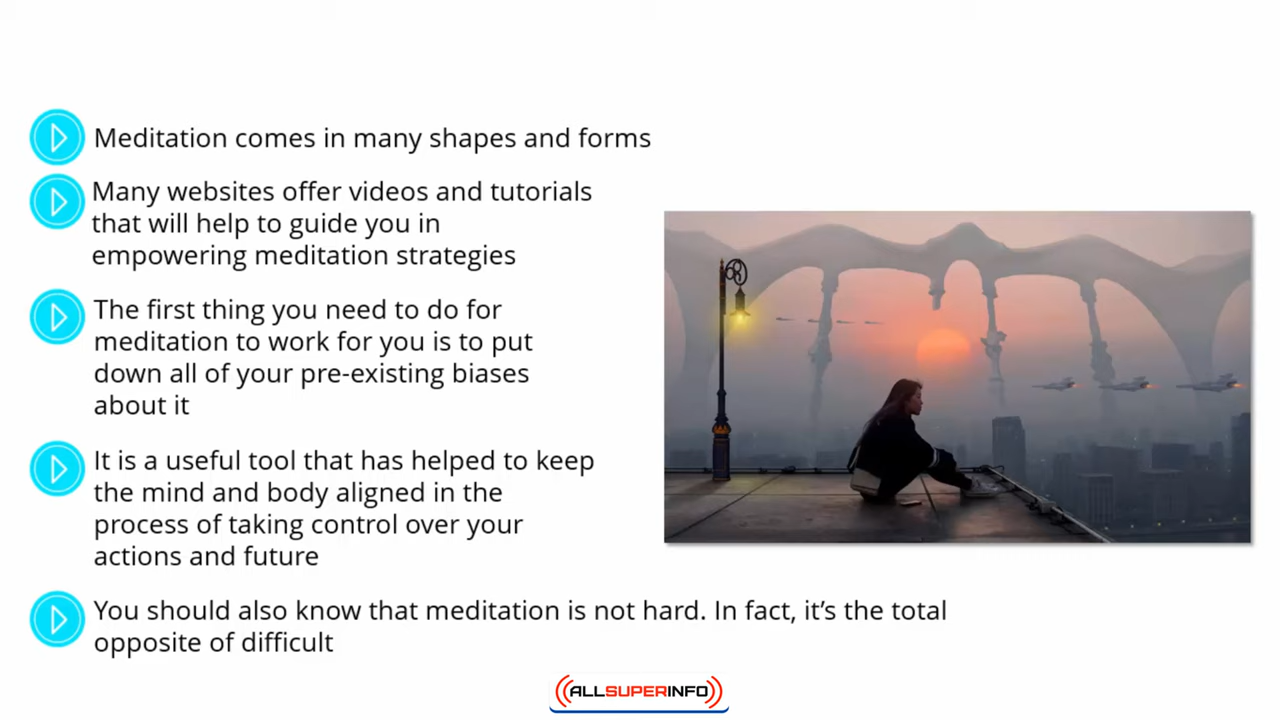 Meditation comes in many shapes and forms
Many websites offer videos and tutorials
that will help to guide you in
empowering meditation strategies
The first thing you need to do for
meditation to work for you is to put
down all of your pre-existing biases
about it
It is a useful tool that has helped to keep
the mind and body aligned in the
process of taking control over your
actions and future
You should also know that meditation is not hard. In fact, it’s the total
opposite of difficult
ALLSUPERINFO